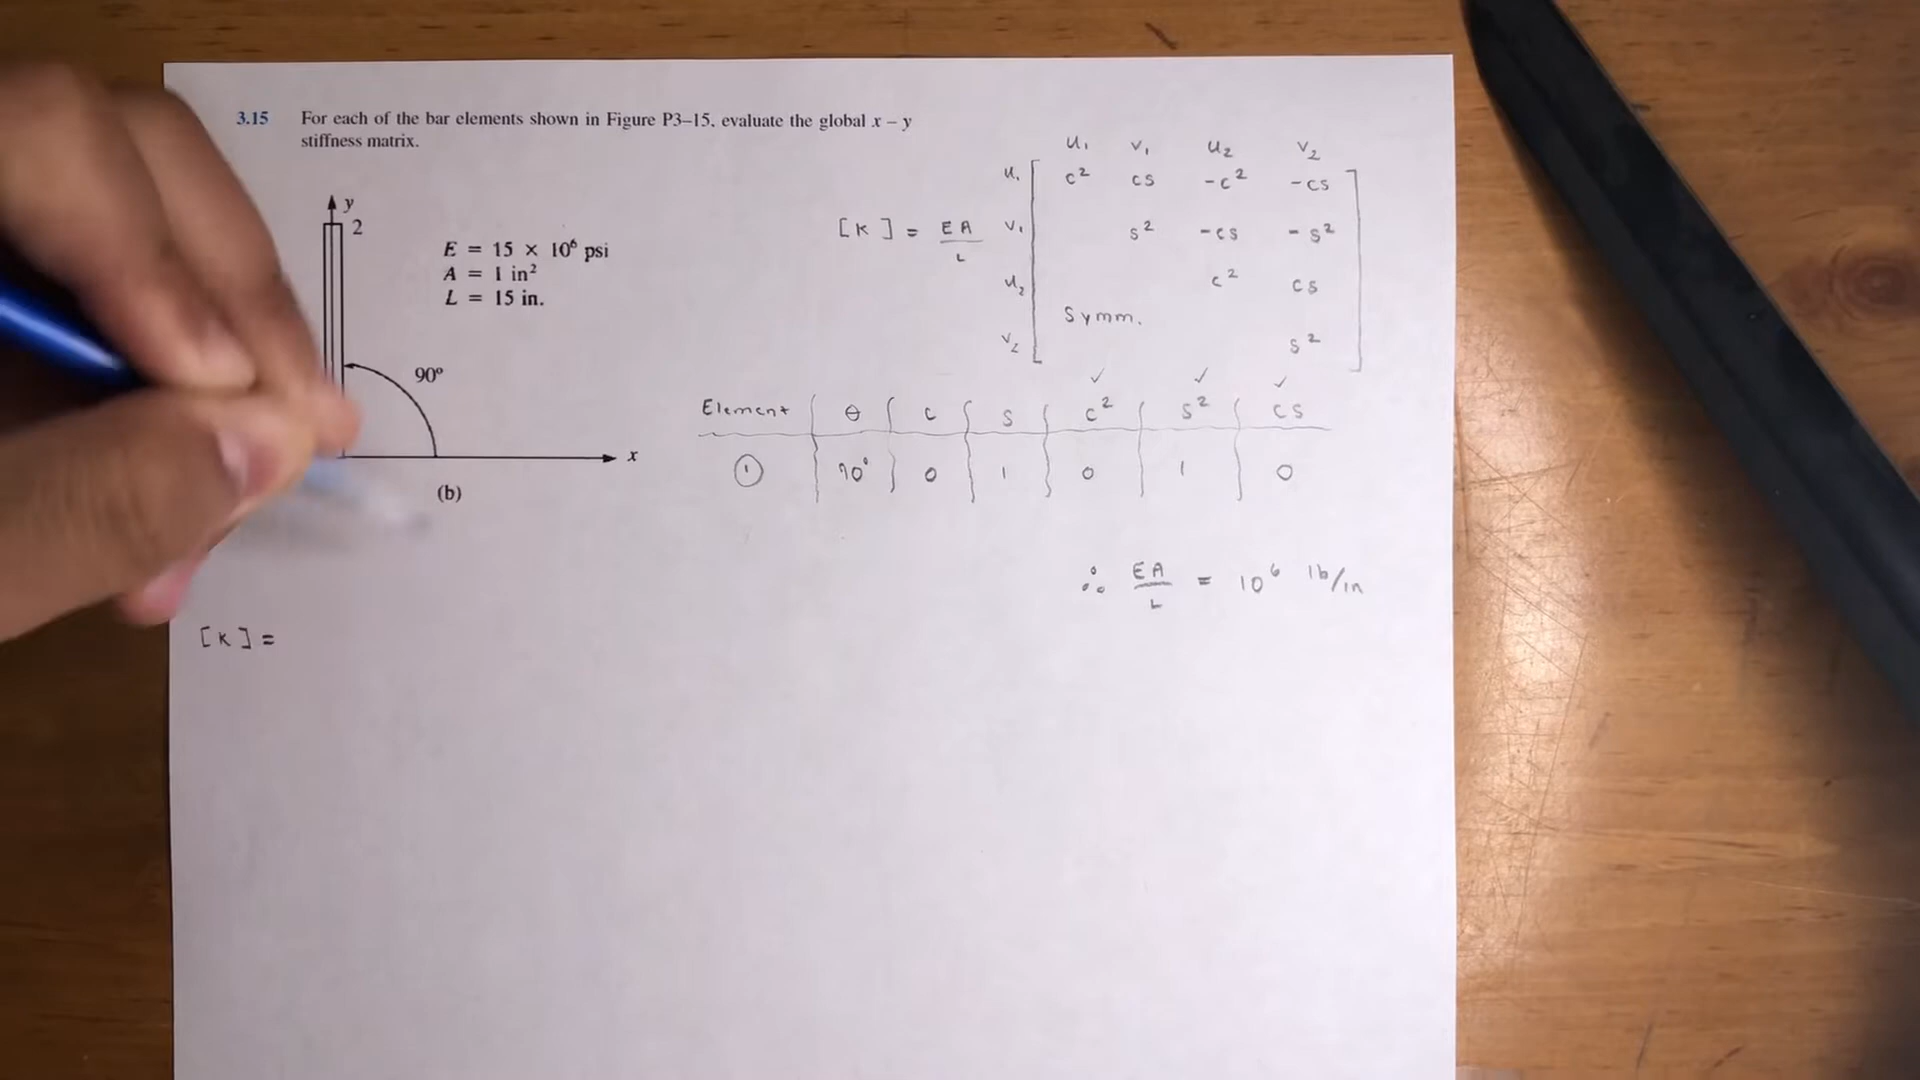 3.15 For each of the bar elements shown in Figure P3–15, evaluate the global x – y
stiffness matrix.
y
2
E = 15 × 10⁶ psi
A = 1 in²
L = 15 in.
90°
x
(b)
u₁ v₁ u₂ v₂
u₁ c² cs -c² -cs
[K] = EA/L v₁ s² -cs -s²
u₂ c² cs
Symm.
v₂ s²
✓ ✓ ✓
Element θ c s c² s² cs
① 90° 0 1 0 1 0
∴ EA/L = 10⁶ lb/in
[K] =